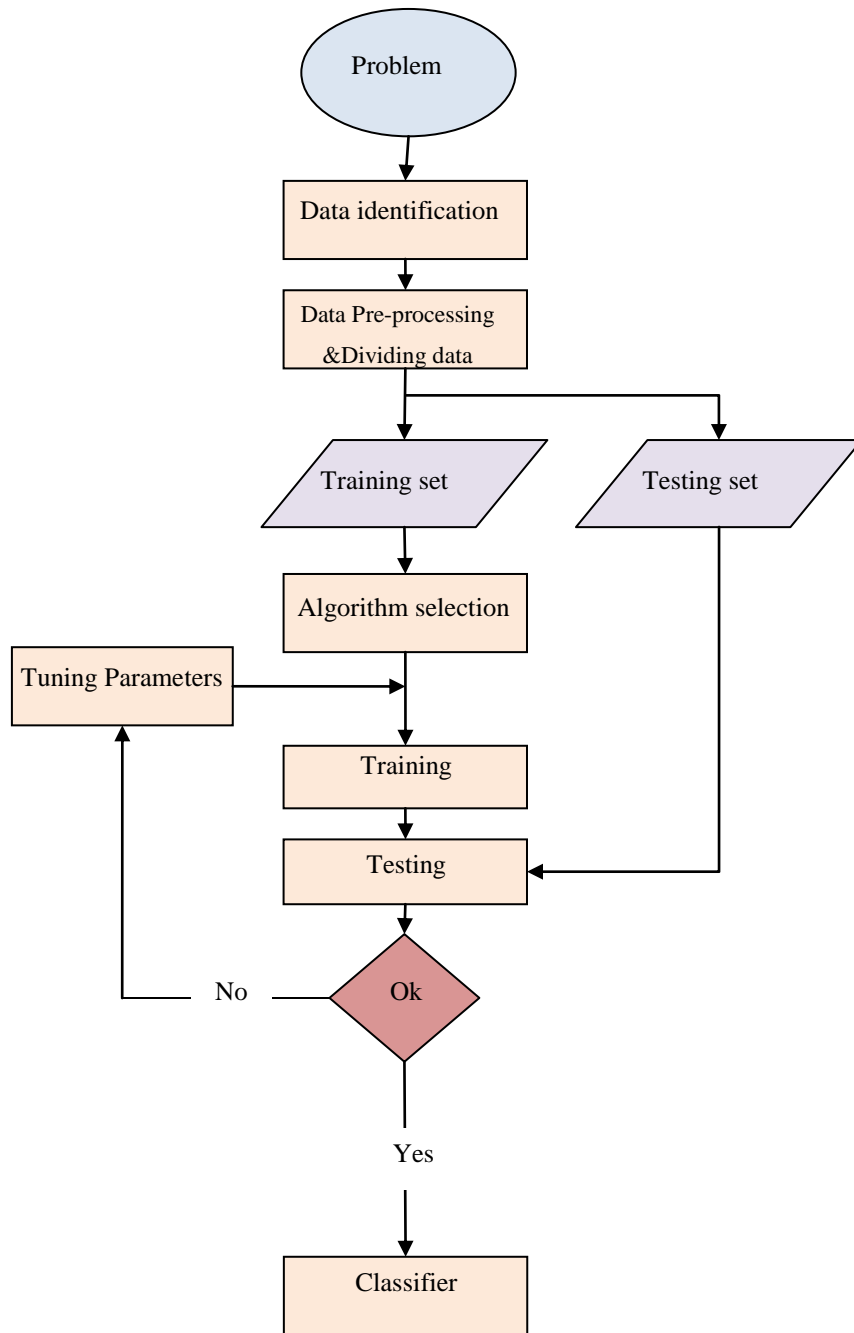 Problem
Data identification
Data Pre-processing
&Dividing data
Training set
Testing set
Algorithm selection
Tuning Parameters
Training
Testing
Ok
No
Yes
Classifier